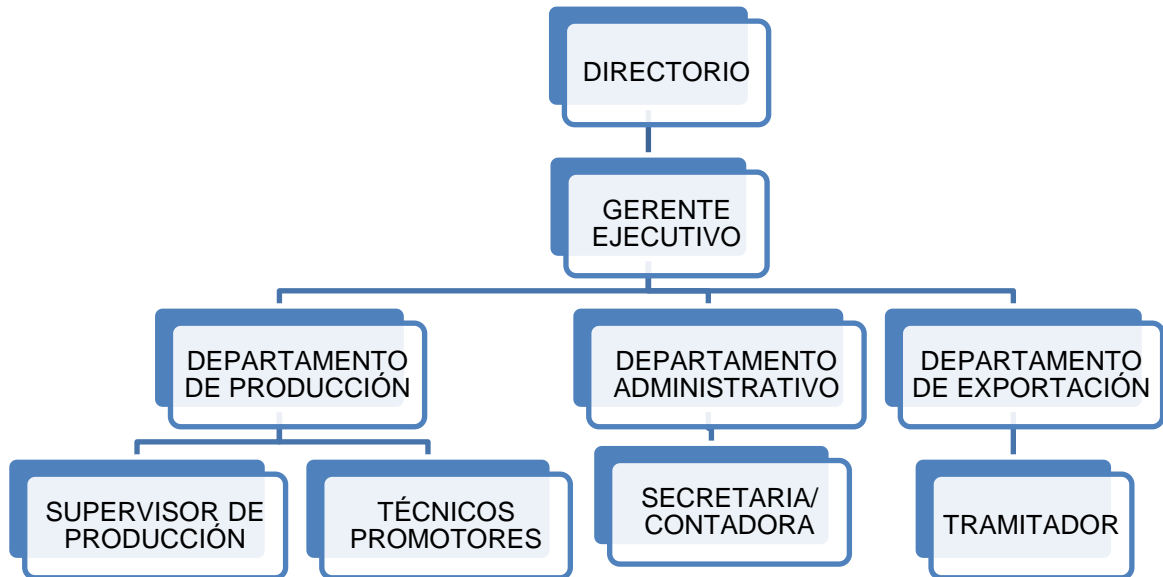 DIRECTORIO
GERENTE
EJECUTIVO
DEPARTAMENTO
DE PRODUCCIÓN
DEPARTAMENTO
ADMINISTRATIVO
DEPARTAMENTO
DE EXPORTACIÓN
SUPERVISOR DE
PRODUCCIÓN
TÉCNICOS
PROMOTORES
SECRETARIA/
CONTADORA
TRAMITADOR